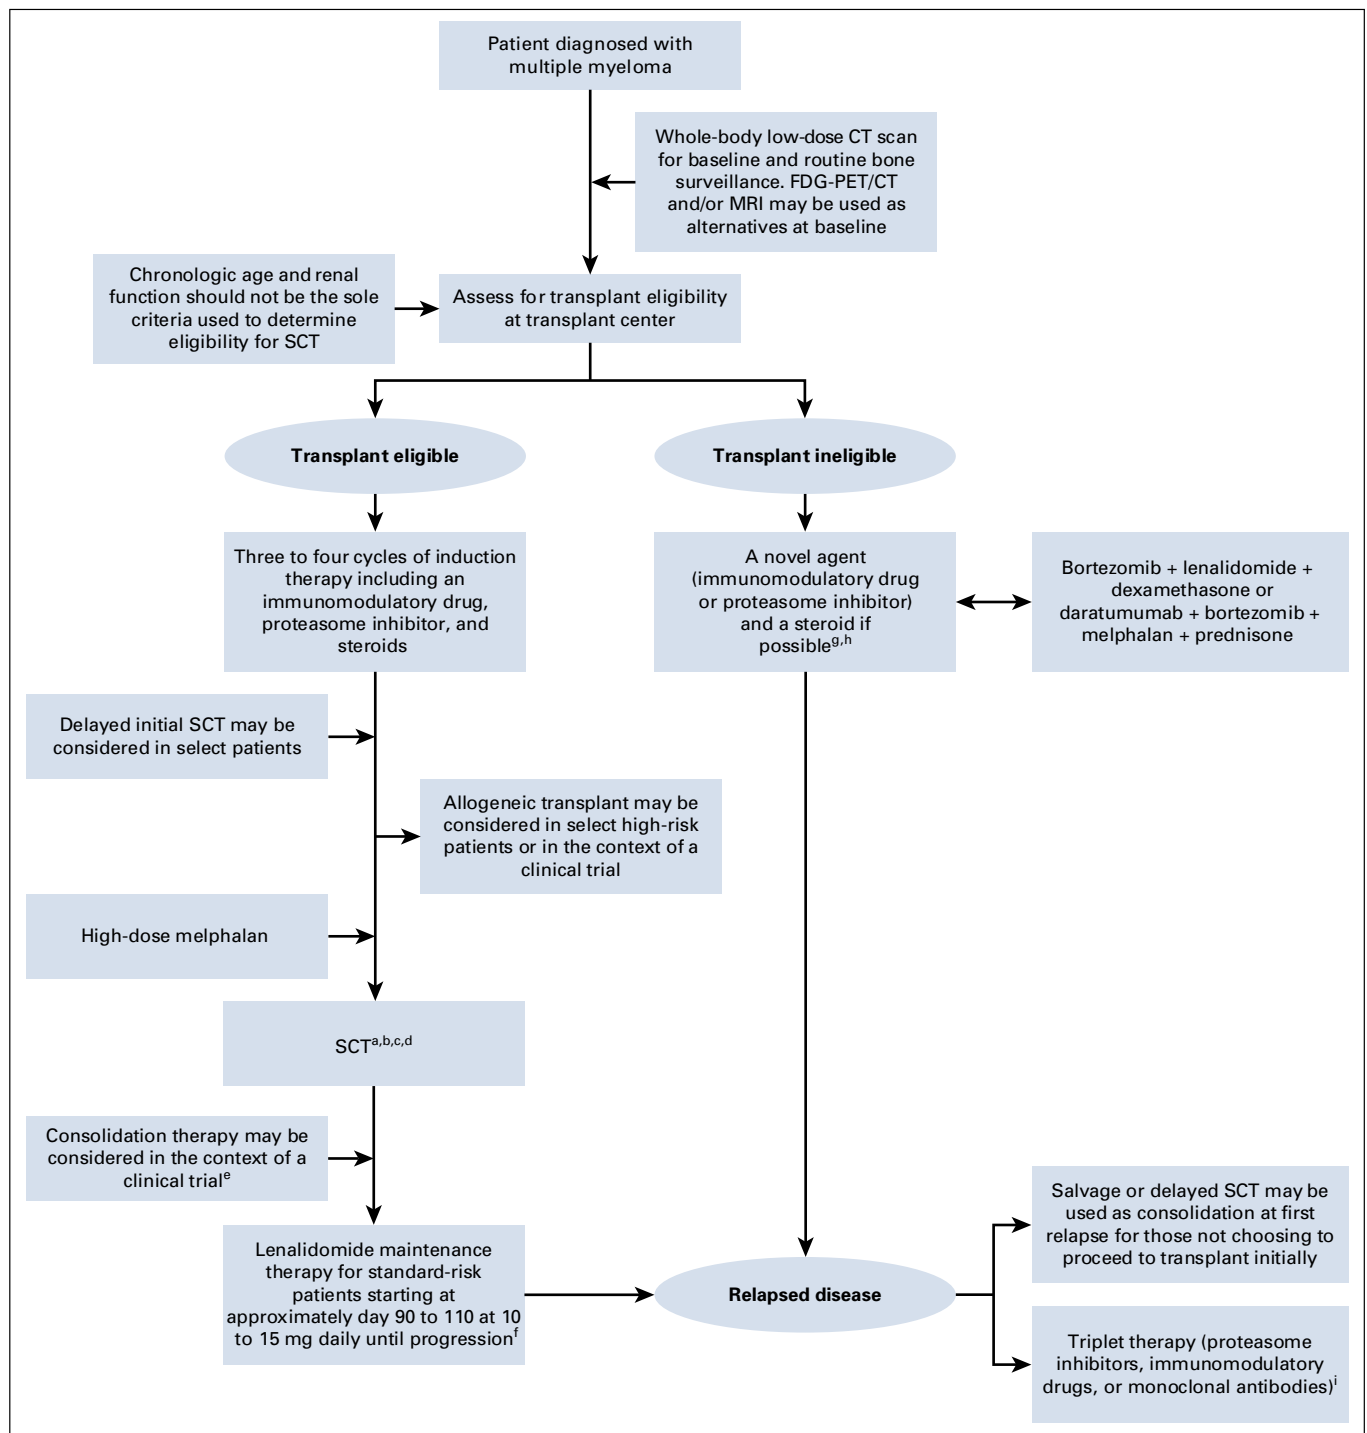 Patient diagnosed with
multiple myeloma
Whole-body low-dose CT scan
for baseline and routine bone
surveillance. FDG-PET/CT
and/or MRI may be used as
alternatives at baseline
Chronologic age and renal
function should not be the sole
criteria used to determine
eligibility for SCT
Assess for transplant eligibility
at transplant center
Transplant eligible
Transplant ineligible
Three to four cycles of induction
therapy including an
immunomodulatory drug,
proteasome inhibitor, and
steroids
A novel agent
(immunomodulatory drug
or proteasome inhibitor)
and a steroid if
possibleg,h
Bortezomib + lenalidomide +
dexamethasone or
daratumumab + bortezomib +
melphalan + prednisone
Delayed initial SCT may be
considered in select patients
Allogeneic transplant may be
considered in select high-risk
patients or in the context of a
clinical trial
High-dose melphalan
SCTa,b,c,d
Consolidation therapy may be
considered in the context of a
clinical triale
Lenalidomide maintenance
therapy for standard-risk
patients starting at
approximately day 90 to 110 at 10
to 15 mg daily until progressionf
Relapsed disease
Salvage or delayed SCT may be
used as consolidation at first
relapse for those not choosing to
proceed to transplant initially
Triplet therapy (proteasome
inhibitors, immunomodulatory
drugs, or monoclonal antibodies)i